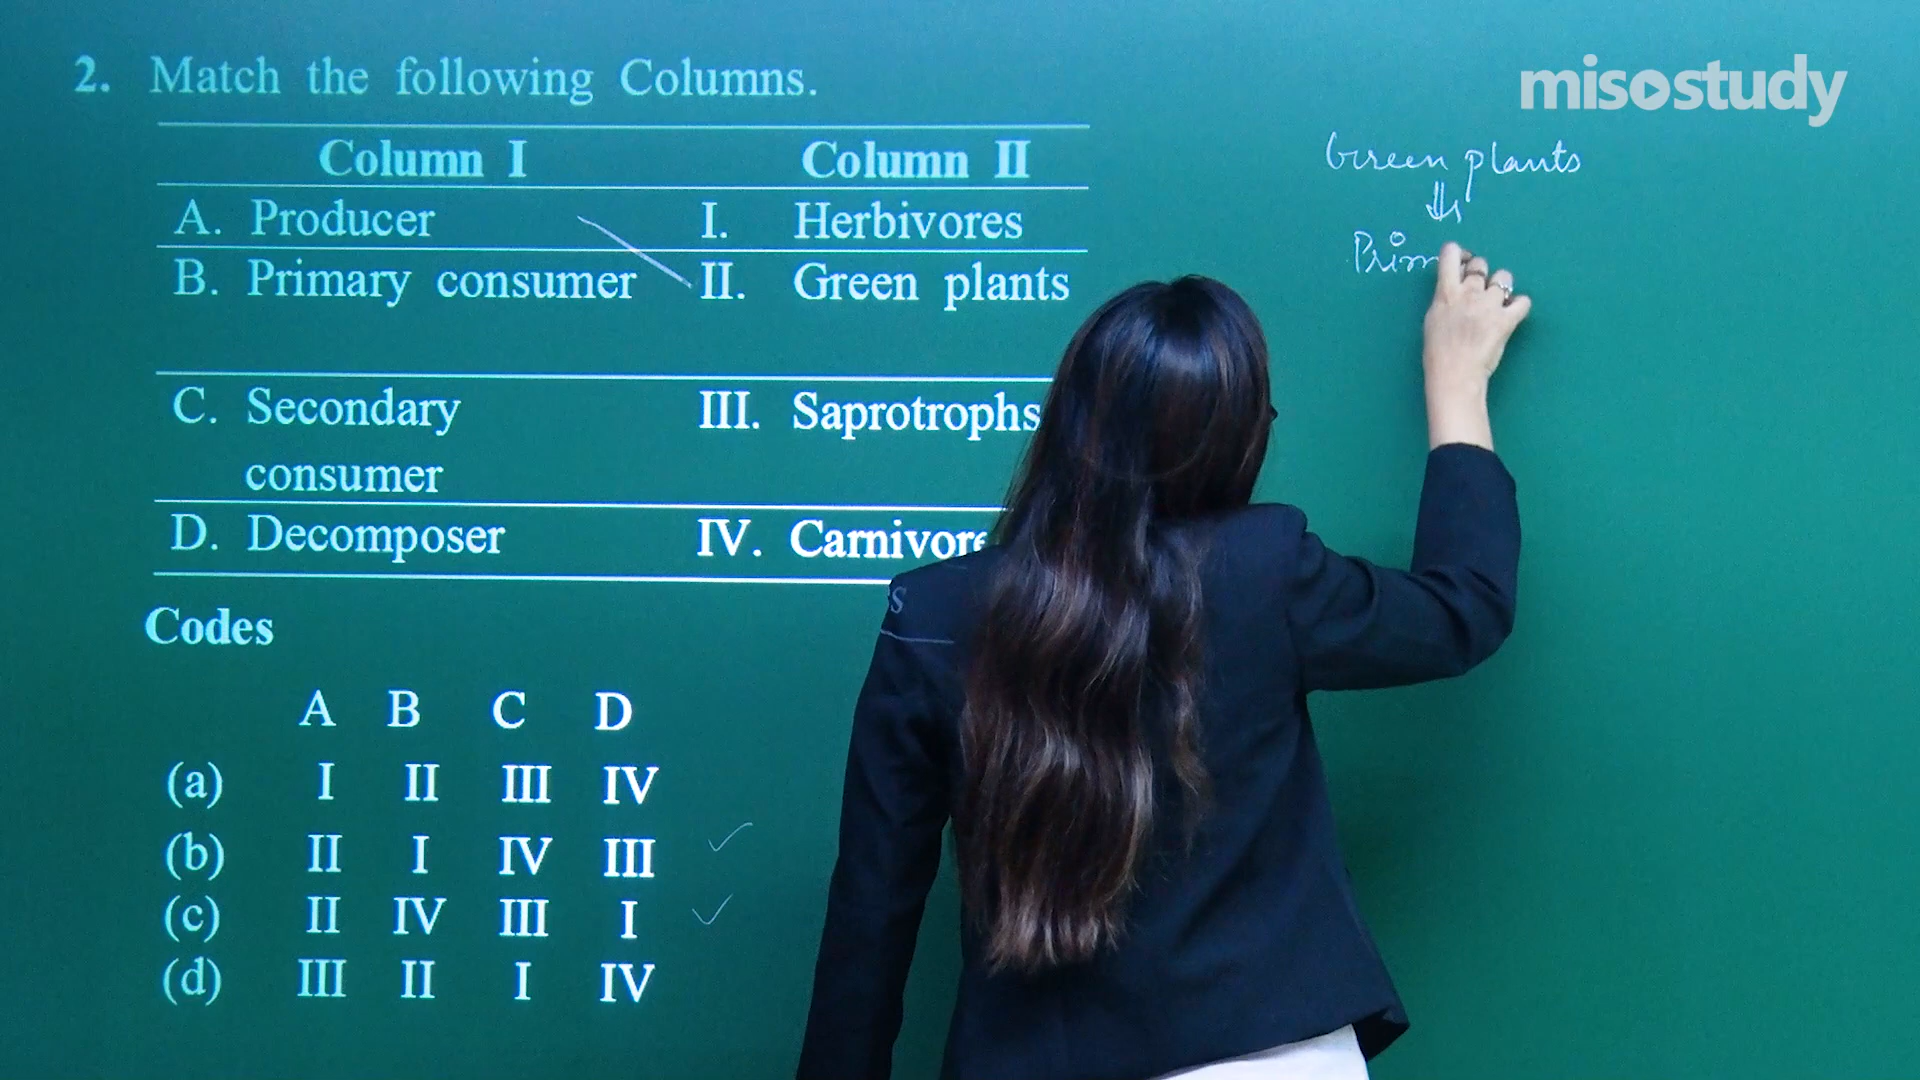 misostudy
2. Match the following Columns.
Column I Column II
A. Producer I. Herbivores
B. Primary consumer II. Green plants
C. Secondary III. Saprotrophs
consumer
D. Decomposer IV. Carnivore
s
Codes
A B C D
(a) I II III IV
(b) II I IV III
(c) II IV III I
(d) III II I IV
Green plants
Prim